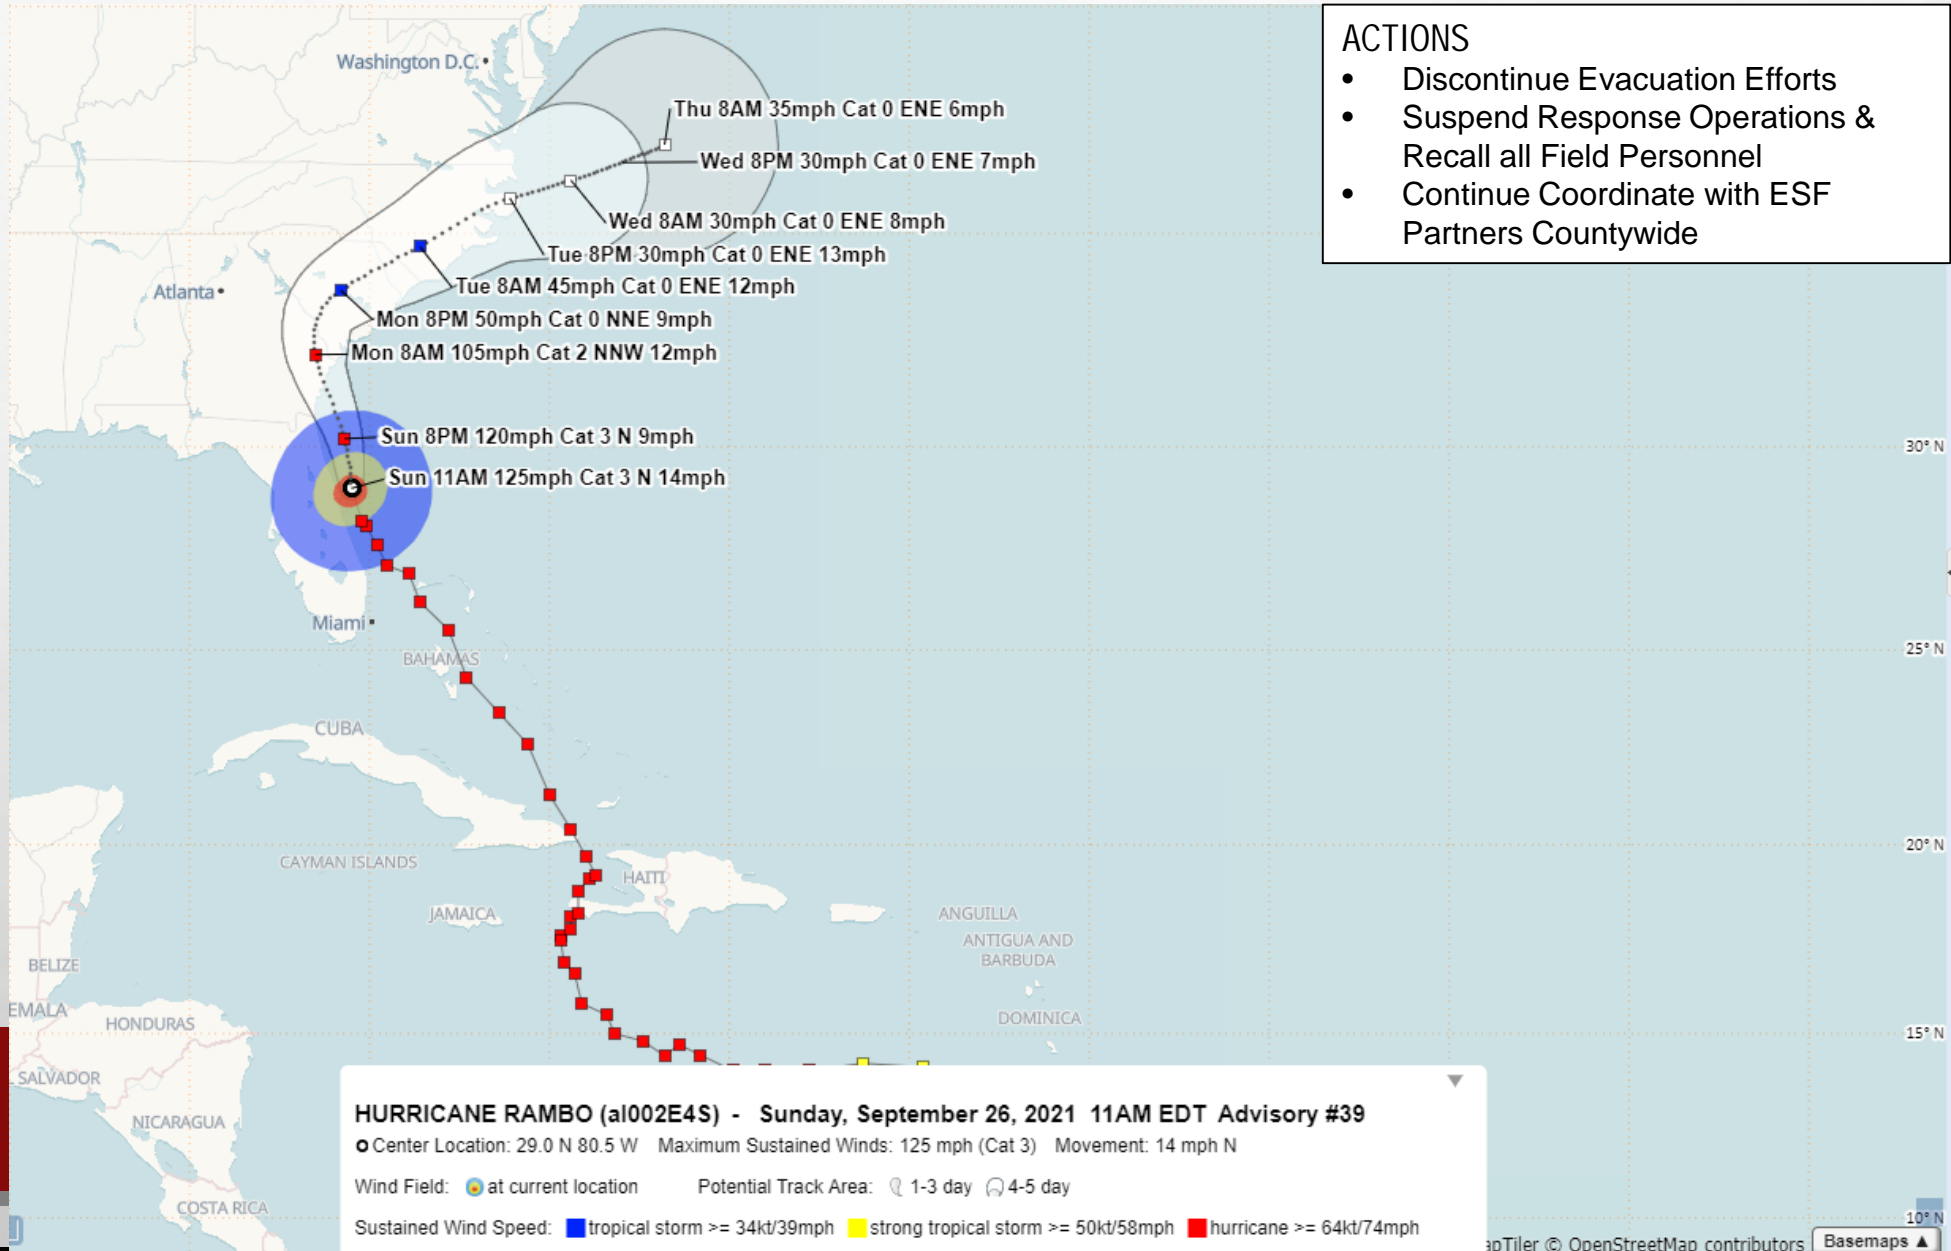 ACTIONS
• Discontinue Evacuation Efforts
• Suspend Response Operations &
Recall all Field Personnel
• Continue Coordinate with ESF
Partners Countywide
Washington D.C.
Thu 8AM 35mph Cat 0 ENE 6mph
Wed 8PM 30mph Cat 0 ENE 7mph
Wed 8AM 30mph Cat 0 ENE 8mph
Tue 8PM 30mph Cat 0 ENE 13mph
Tue 8AM 45mph Cat 0 ENE 12mph
Atlanta
Mon 8PM 50mph Cat 0 NNE 9mph
Mon 8AM 105mph Cat 2 NNW 12mph
Sun 8PM 120mph Cat 3 N 9mph
30° N
Sun 11AM 125mph Cat 3 N 14mph
Miami
25° N
BAHAMAS
CUBA
20° N
CAYMAN ISLANDS
HAITI
JAMAICA
ANGUILLA
ANTIGUA AND
BARBUDA
BELIZE
EMALA
HONDURAS
DOMINICA
15° N
SALVADOR
NICARAGUA
COSTA RICA
HURRICANE RAMBO (al002E4S) - Sunday, September 26, 2021 11AM EDT Advisory #39
Center Location: 29.0 N 80.5 W Maximum Sustained Winds: 125 mph (Cat 3) Movement: 14 mph N
Wind Field: at current location Potential Track Area: 1-3 day 4-5 day
Sustained Wind Speed: tropical storm >= 34kt/39mph strong tropical storm >= 50kt/58mph hurricane >= 64kt/74mph
10° N
apTiler © OpenStreetMap contributors
Basemaps ▲